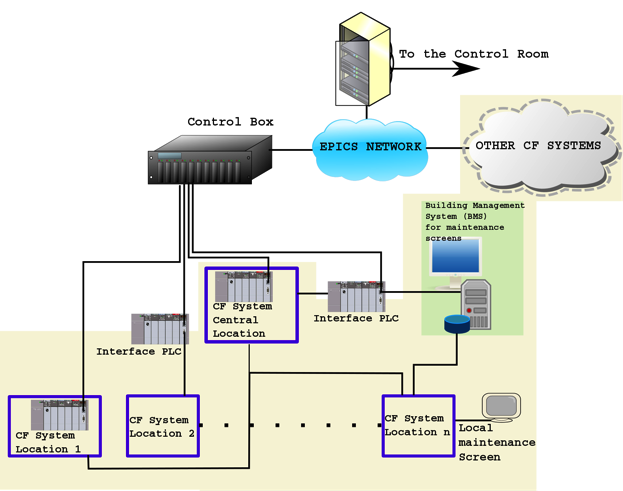 To the Control Room
Control Box
EPICS NETWORK
OTHER CF SYSTEMS
Building Management
System (BMS)
for maintenance
screens
CF System
Central
Location
Interface PLC
Interface PLC
CF System
Location 1
CF System
Location 2
CF System
Location n
Local
maintenance
Screen